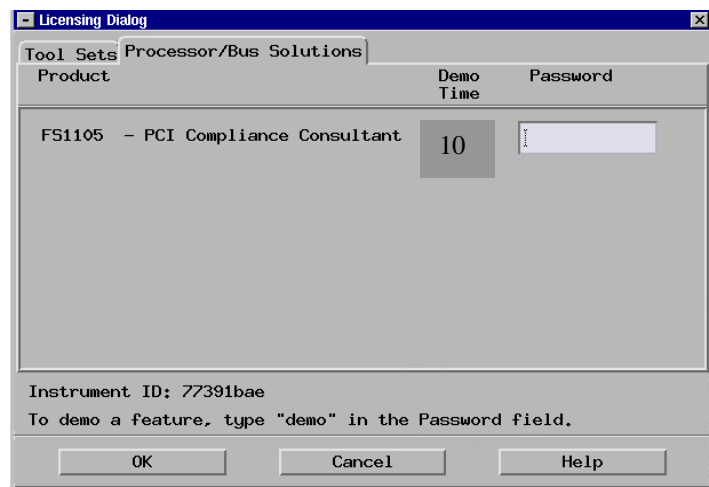 Licensing Dialog
Tool Sets Processor/Bus Solutions
Product Demo Time Password
FS1105 - PCI Compliance Consultant 10
Instrument ID: 77391bae
To demo a feature, type "demo" in the Password field.
OK Cancel Help